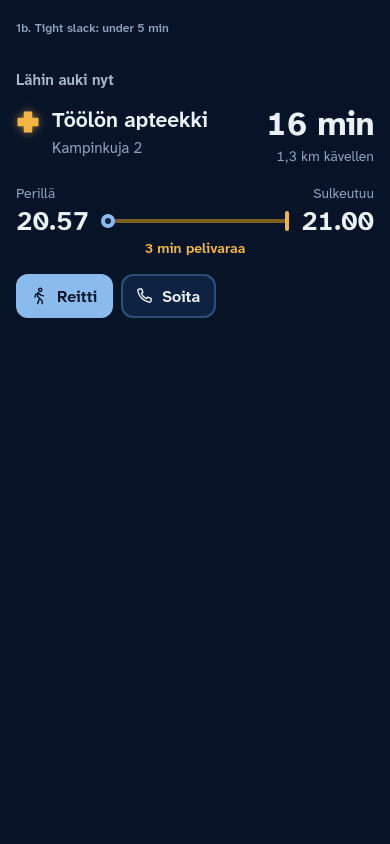 1b. Tight slack: under 5 min
Lähin auki nyt
Töölön apteekki
16 min
Kampinkuja 2
1,3 km kävellen
Perillä
Sulkeutuu
20.57
21.00
3 min pelivaraa
Reitti
Soita